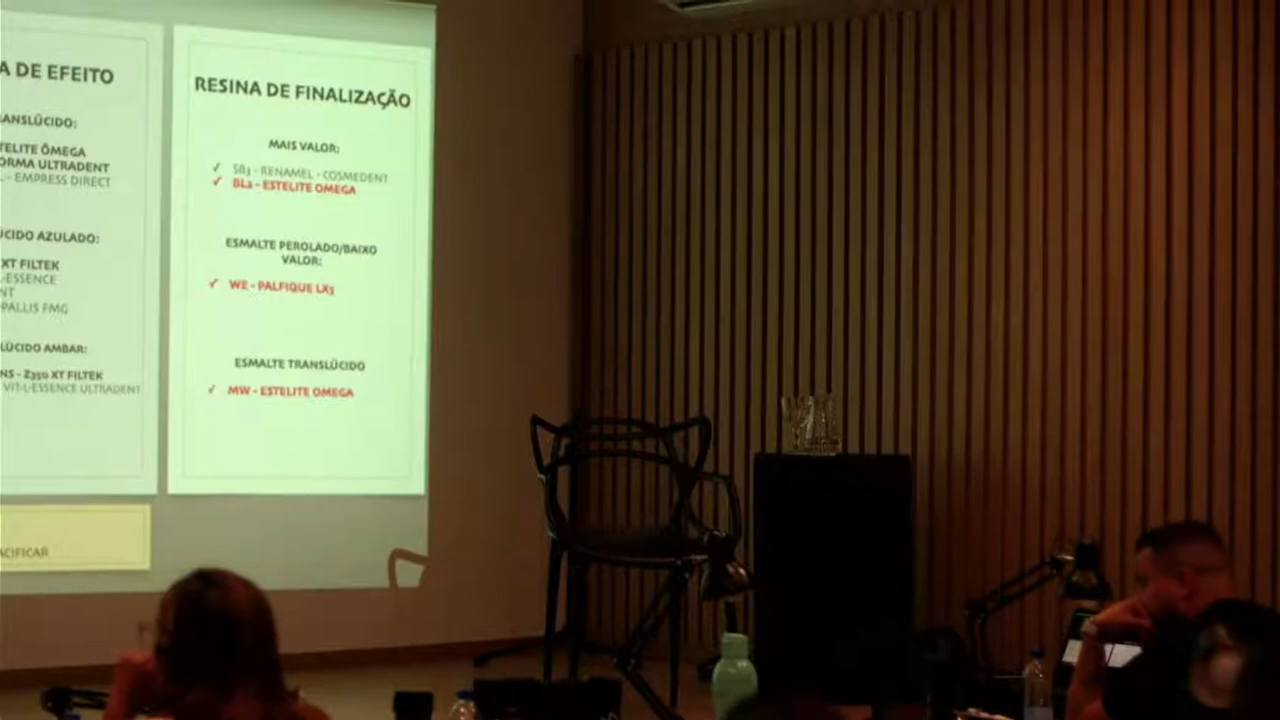 A DE EFEITO
ANSLÚCIDO:
TELITE ÔMEGA
ORMA ULTRADENT
- EMPRESS DIRECT
ÚCIDO AZULADO:
XT FILTEK
-ESSENCE
NT
PALLIS FMG
LÚCIDO AMBAR:
NS - Z350 XT FILTEK
VIT-L-ESSENCE ULTRADENT
ACIFICAR
RESINA DE FINALIZAÇÃO
MAIS VALOR:
✓ SB3 - RENAMEL - COSMEDENT
✓ BL2 - ESTELITE OMEGA
ESMALTE PEROLADO/BAIXO
VALOR:
✓ WE - PALFIQUE LX5
ESMALTE TRANSLÚCIDO
✓ MW - ESTELITE OMEGA